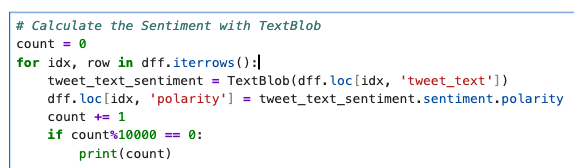 # Calculate the Sentiment with TextBlob
count = 0
for idx, row in dff.iterrows():
    tweet_text_sentiment = TextBlob(dff.loc[idx, 'tweet_text'])
    dff.loc[idx, 'polarity'] = tweet_text_sentiment.sentiment.polarity
    count += 1
    if count%10000 == 0:
        print(count)